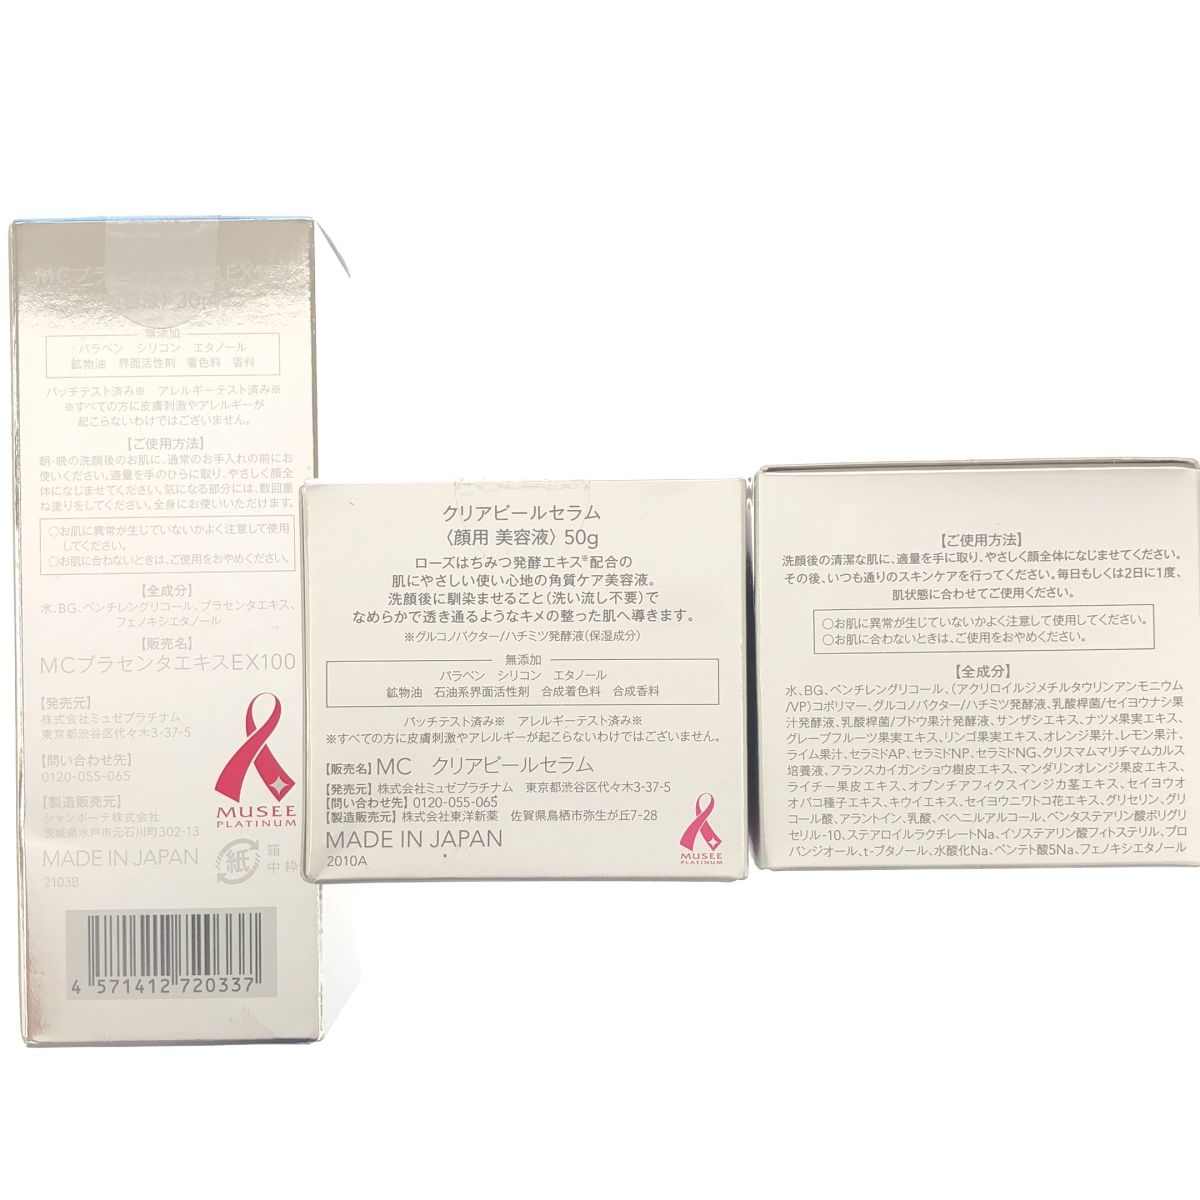 MCプラセンタエキスEX100
〈美容液〉30
無添加
パラベン シリコン エタノール
鉱物油 界面活性剤 着色料 香料
パッチテスト済み※ アレルギーテスト済み※
※すべての方に皮膚刺激やアレルギーが
起こらないわけではございません。
【ご使用方法】
朝・晩の洗顔後のお肌に、通常のお手入れの前にお
使いください。適量を手のひらに取り、やさしく顔全
体になじませてください。気になる部分には、数回重
ね塗りをしてください。全身にお使いいただけます。
○お肌に異常が生じていないかよく注意して使用
してください。
○お肌に合わないときは、ご使用をおやめください。
【全成分】
水、BG、ペンチレングリコール、プラセンタエキス、
フェノキシエタノール
【販売名】
MCプラセンタエキスEX100
【発売元】
株式会社ミュゼプラチナム
東京都渋谷区代々木3-37-5
【問い合わせ先】
0120-055-065
【製造販売元】
シャンボーテ株式会社
茨城県水戸市元石川町302-13
MADE IN JAPAN
2103B
MUSEE
PLATINUM
紙
箱
中枠
4 571412 720337
クリアピールセラム
〈顔用 美容液〉50g
ローズはちみつ発酵エキス※配合の
肌にやさしい使い心地の角質ケア美容液。
洗顔後に馴染ませること(洗い流し不要)で
なめらかで透き通るようなキメの整った肌へ導きます。
※グルコノバクター/ハチミツ発酵液(保湿成分)
無添加
パラベン シリコン エタノール
鉱物油 石油系界面活性剤 合成着色料 合成香料
パッチテスト済み※ アレルギーテスト済み※
※すべての方に皮膚刺激やアレルギーが起こらないわけではございません。
【販売名】MC クリアピールセラム
【発売元】株式会社ミュゼプラチナム 東京都渋谷区代々木3-37-5
【問い合わせ先】0120-055-065
【製造販売元】株式会社東洋新薬 佐賀県鳥栖市弥生が丘7-28
MADE IN JAPAN
2010A
MUSEE
PLATINUM
【ご使用方法】
洗顔後の清潔な肌に、適量を手に取り、やさしく顔全体になじませてください。
その後、いつも通りのスキンケアを行ってください。毎日もしくは2日に1度、
肌状態に合わせてご使用ください。
○お肌に異常が生じていないかよく注意して使用してください。
○お肌に合わないときは、ご使用をおやめください。
【全成分】
水、BG、ペンチレングリコール、(アクリロイルジメチルタウリンアンモニウム
/VP)コポリマー、グルコノバクター/ハチミツ発酵液、乳酸桿菌/セイヨウナシ果
汁発酵液、乳酸桿菌/ブドウ果汁発酵液、サンザシエキス、ナツメ果実エキス、
グレープフルーツ果実エキス、リンゴ果実エキス、オレンジ果汁、レモン果汁、
ライム果汁、セラミドAP、セラミドNP、セラミドNG、クリスマムマリチマムカルス
培養液、フランスカイガンショウ樹皮エキス、マンダリンオレンジ果皮エキス、
ライチー果皮エキス、オプンチアフィクスインジカ茎エキス、セイヨウオ
オバコ種子エキス、キウイエキス、セイヨウニワトコ花エキス、グリセリン、グリ
コール酸、アラントイン、乳酸、ベヘニルアルコール、ペンタステアリン酸ポリグリ
セリル-10、ステアロイルラクチレートNa、イソステアリン酸フィトステリル、プロ
パンジオール、t-ブタノール、水酸化Na、ペンテト酸5Na、フェノキシエタノール